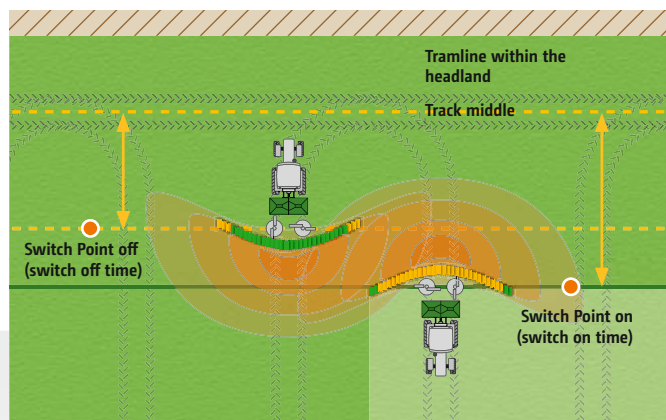 Tramline within the
headland
Track middle
Switch Point off
(switch off time)
Switch Point on
(switch on time)